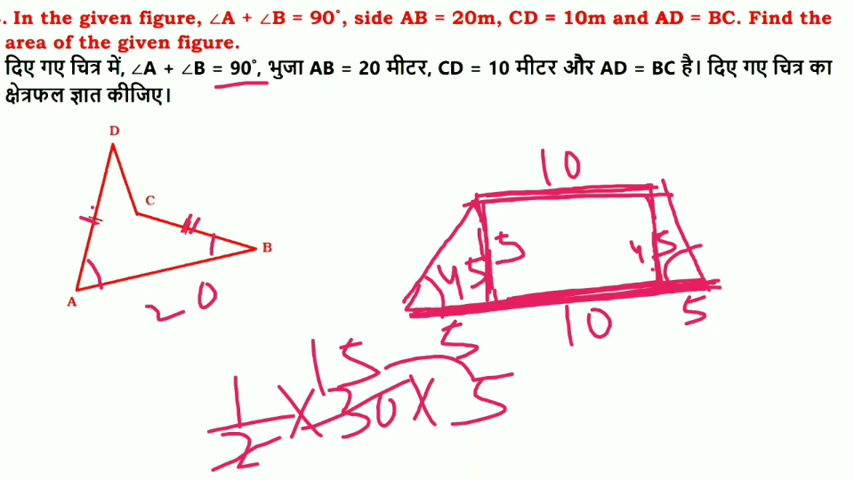 . In the given figure, ∠A + ∠B = 90°, side AB = 20m, CD = 10m and AD = BC. Find the
area of the given figure.
दिए गए चित्र में, ∠A + ∠B = 90°, भुजा AB = 20 मीटर, CD = 10 मीटर और AD = BC है। दिए गए चित्र का
क्षेत्रफल ज्ञात कीजिए।
D
C
B
A
20
10
5
45
45
5
10
5
15
1/2 × 30 × 5